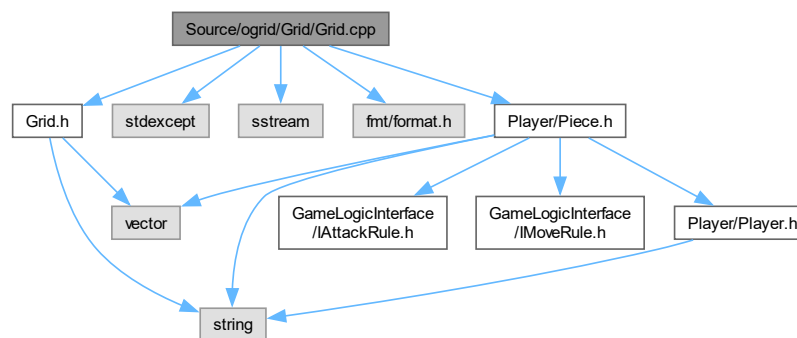 Source/ogrid/Grid/Grid.cpp
Grid.h
stdexcept
sstream
fmt/format.h
Player/Piece.h
vector
GameLogicInterface
/IAttackRule.h
GameLogicInterface
/IMoveRule.h
Player/Player.h
string